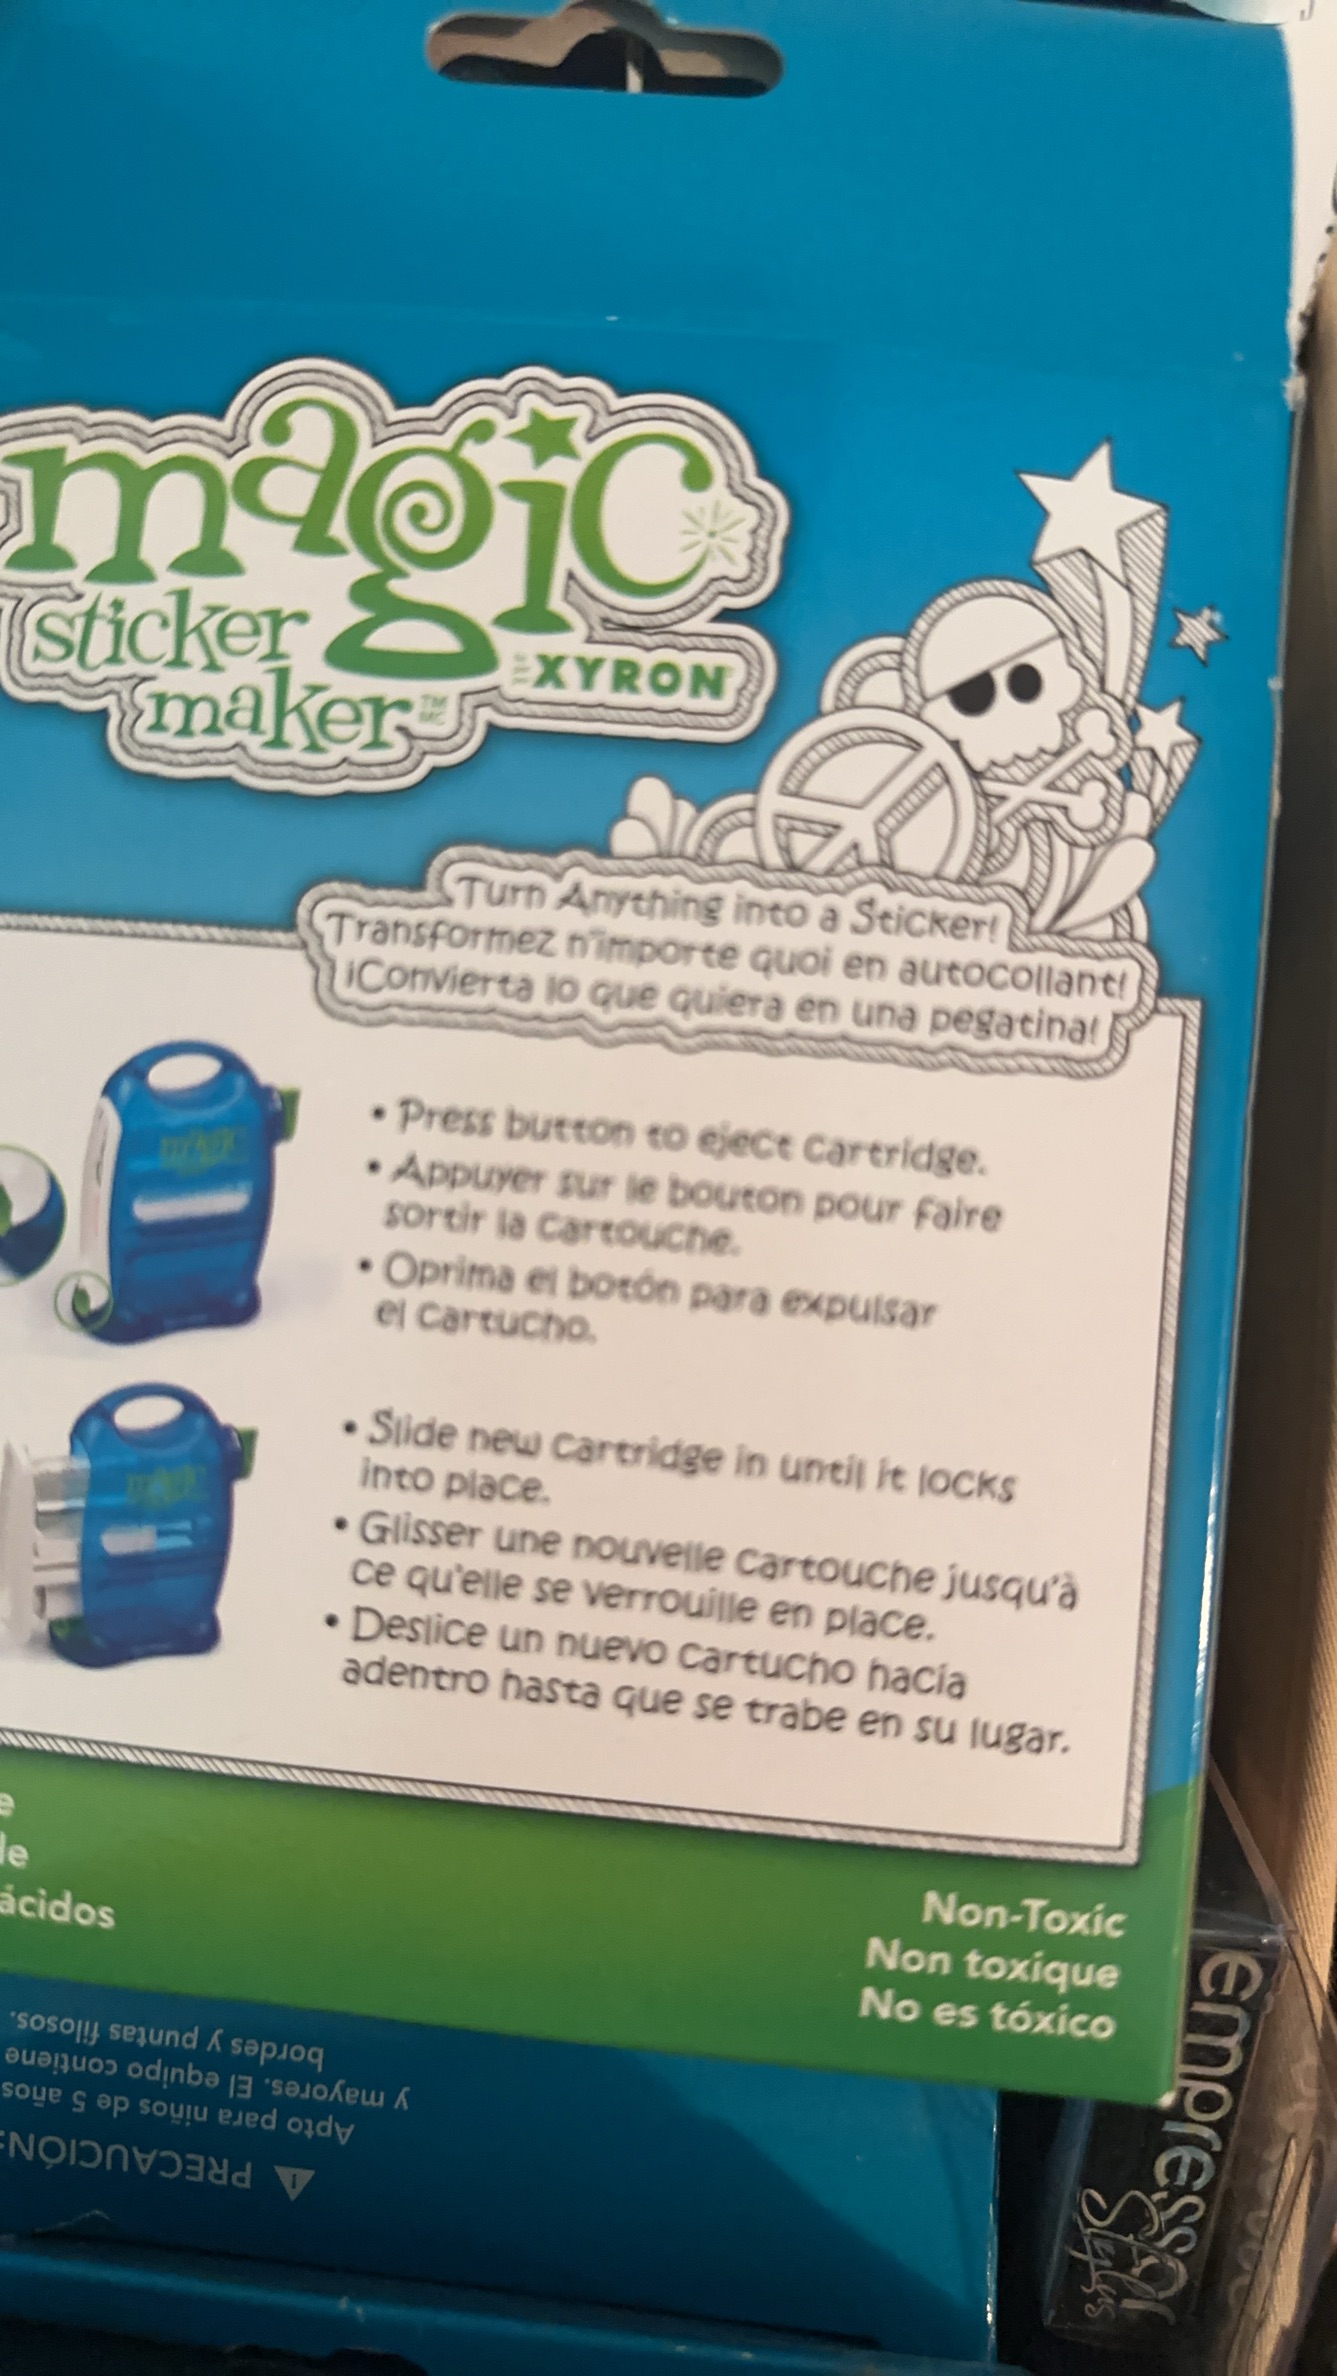 magic
sticker
maker™
MC
XYRON
Turn Anything into a Sticker!
Transformez n'importe quoi en autocollant!
¡Convierta lo que quiera en una pegatina!
• Press button to eject cartridge.
• Appuyer sur le bouton pour faire
sortir la cartouche.
• Oprima el botón para expulsar
el cartucho.
• Slide new cartridge in until it locks
into place.
• Glisser une nouvelle cartouche jusqu'à
ce qu'elle se verrouille en place.
• Deslice un nuevo cartucho hacia
adentro hasta que se trabe en su lugar.
ácidos
Non-Toxic
Non toxique
No es tóxico
PRECAUCIÓN:
Apto para niños de 5 años
y mayores. El equipo contiene
bordes y puntas filosos.
empressor
Stylus